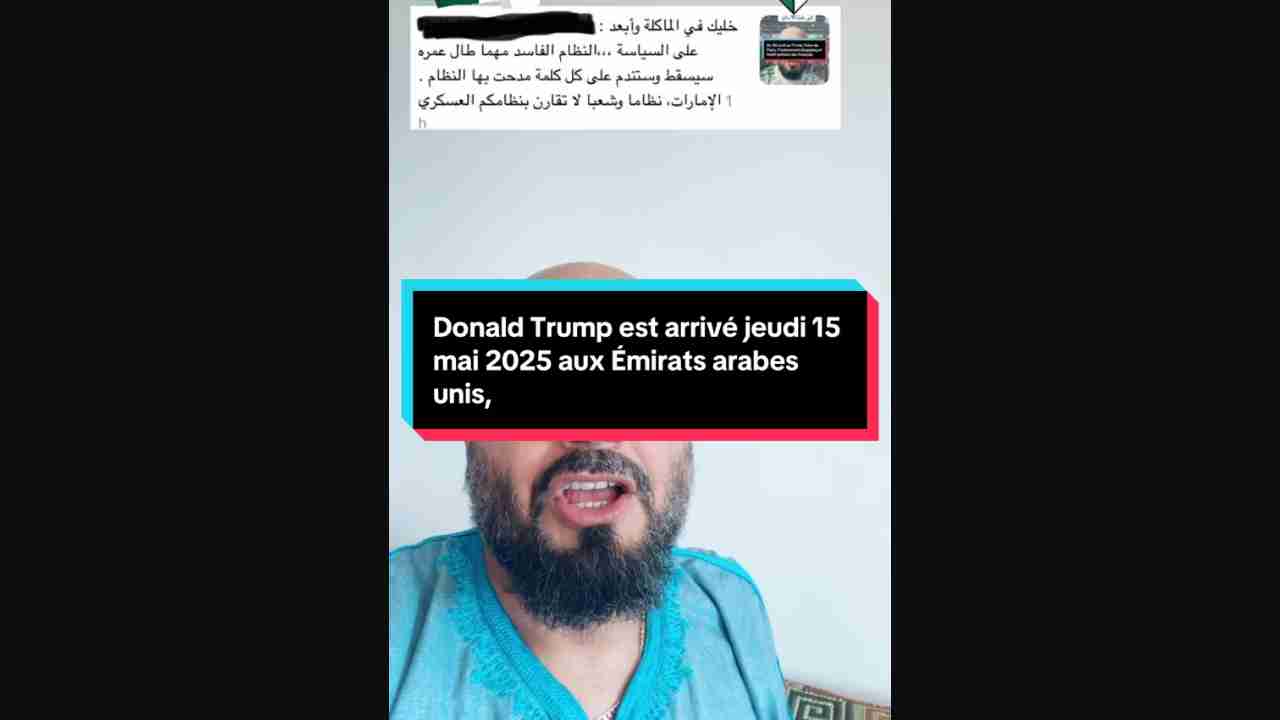 خليك في الماكلة وأبعد :
على السياسة ،،،النظام الفاسد مهما طال عمره
سيسقط وستندم على كل كلمة مدحت بها النظام .
الإمارات، نظاما وشعبا لا تقارن بنظامكم العسكري 1
h
Donald Trump est arrivé jeudi 15
mai 2025 aux Émirats arabes
unis,